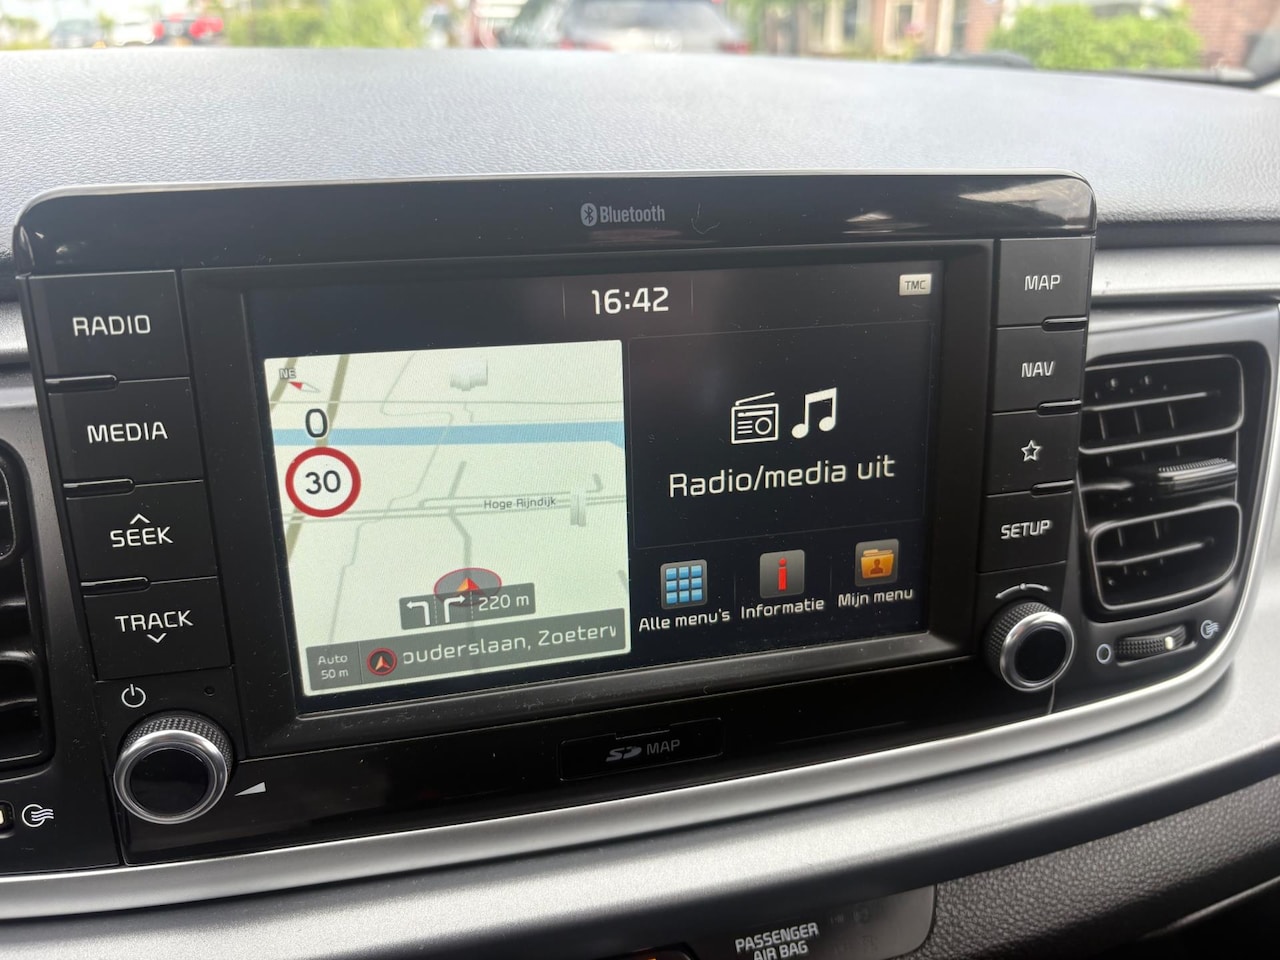 Bluetooth
RADIO
MEDIA
SEEK
TRACK
16:42
TMC
NE
0
30
Hoge Rijndijk
220 m
Auto
50 m
ouderslaan, Zoeterw
Radio/media uit
Alle menu's
Informatie
Mijn menu
MAP
NAV
SETUP
SD MAP
PASSENGER
AIR BAG